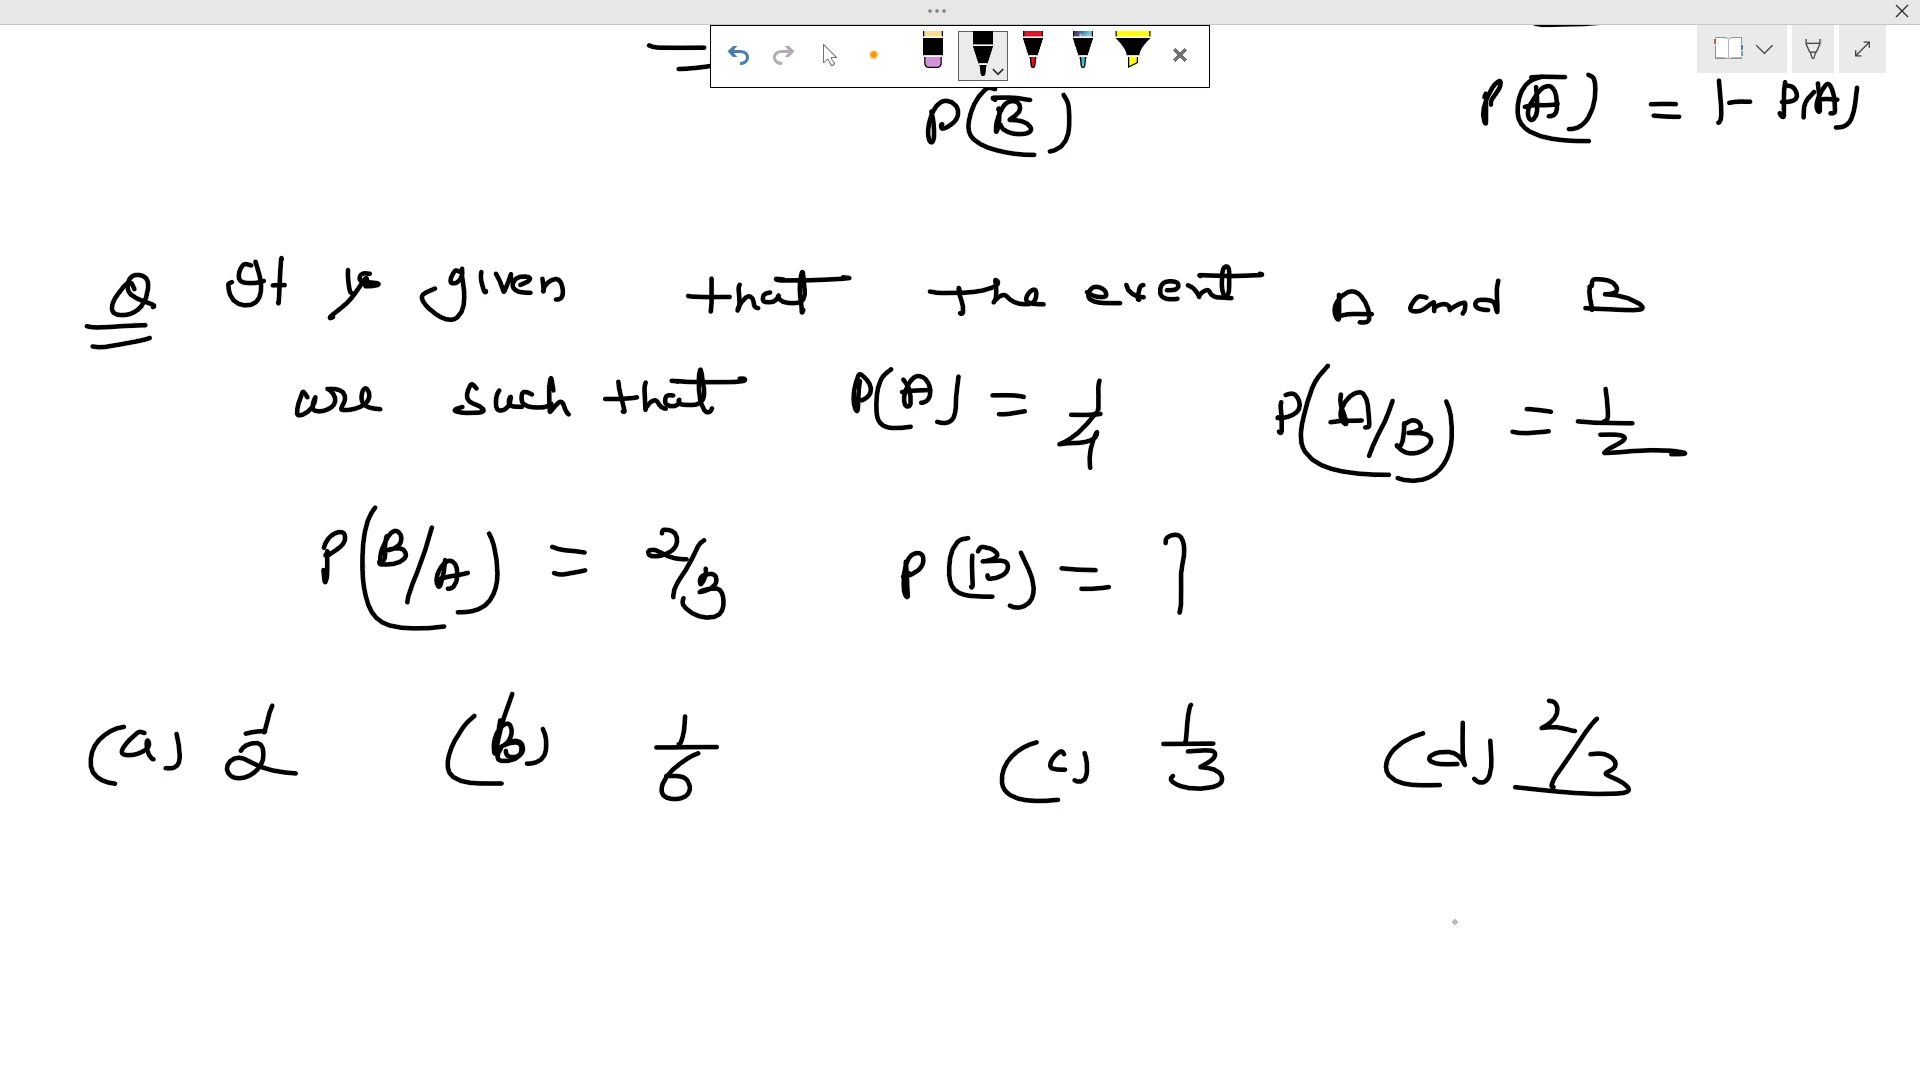 P(B̅)
P(A̅) = 1- P(A)
Q It is given that the event A and B
are such that P(A) = 1/4 P(A/B) = 1/2
P(B/A) = 2/3 P(B) = ?
(a) 1/2 (b) 1/6 (c) 1/3 (d) 2/3